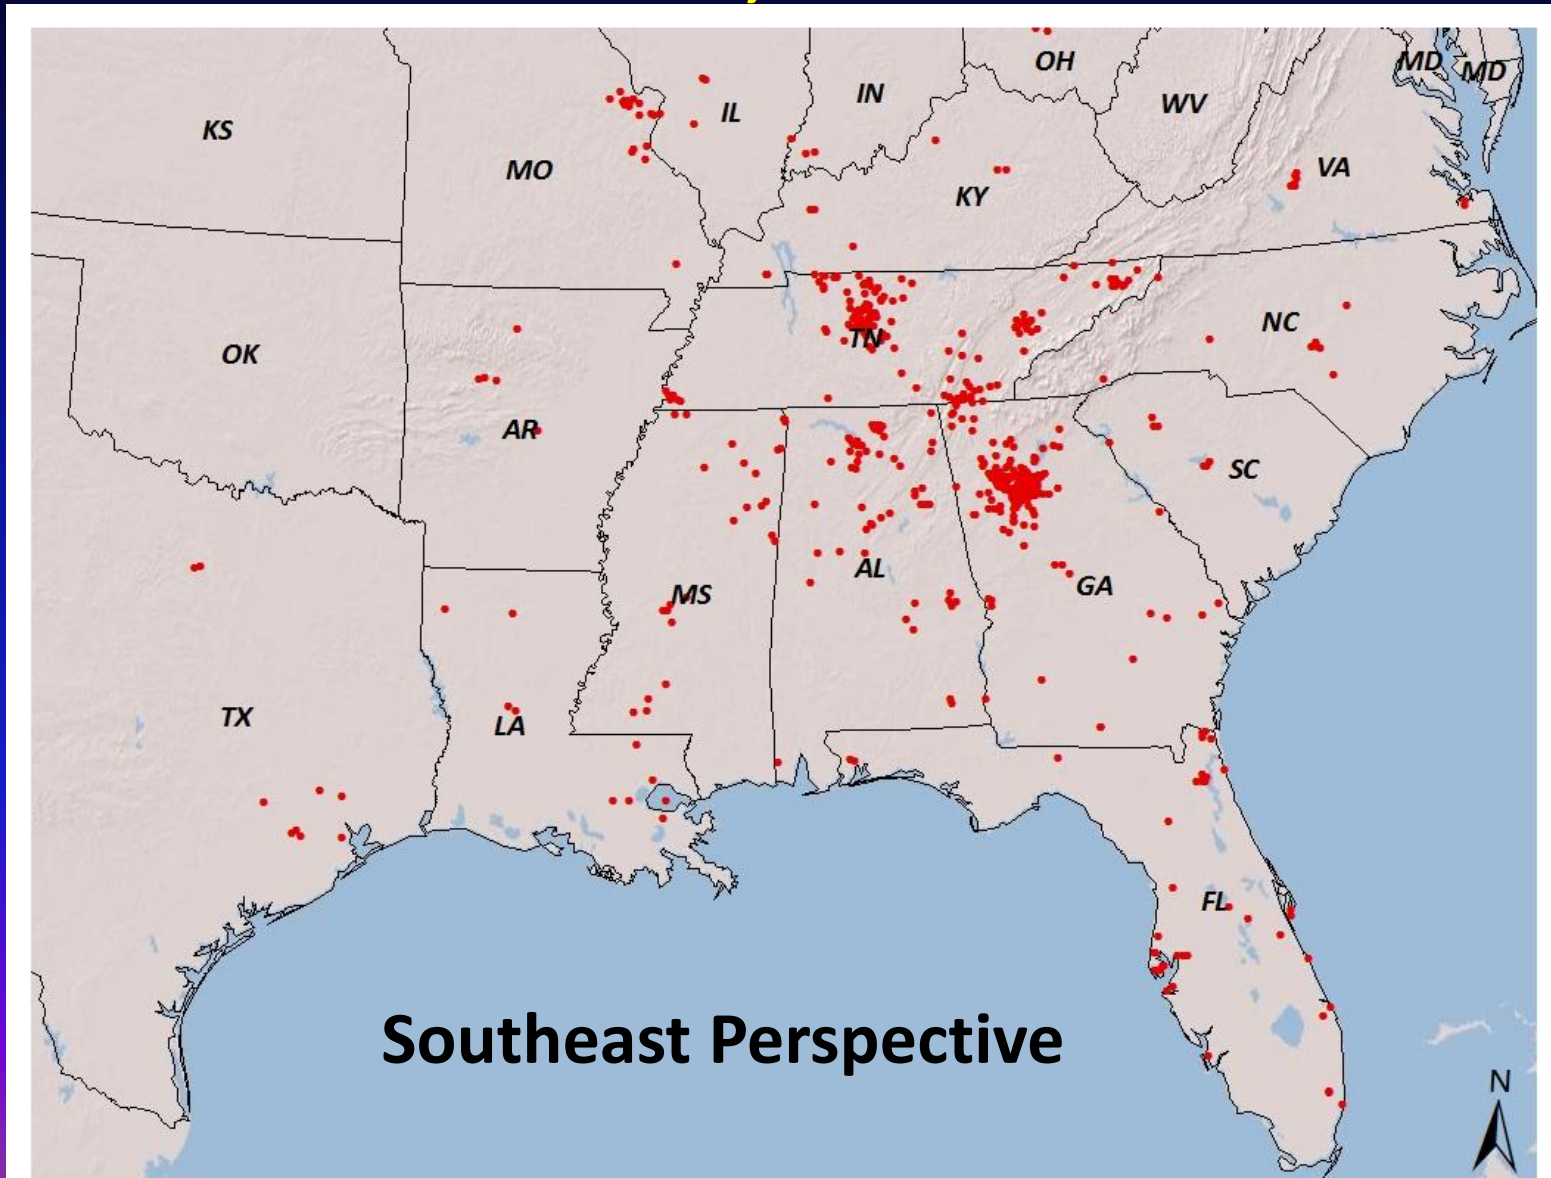 OH
MD
MD
IN
WV
IL
KS
MO
VA
KY
NC
TN
OK
AR
SC
AL
GA
MS
TX
LA
FL
Southeast Perspective
N